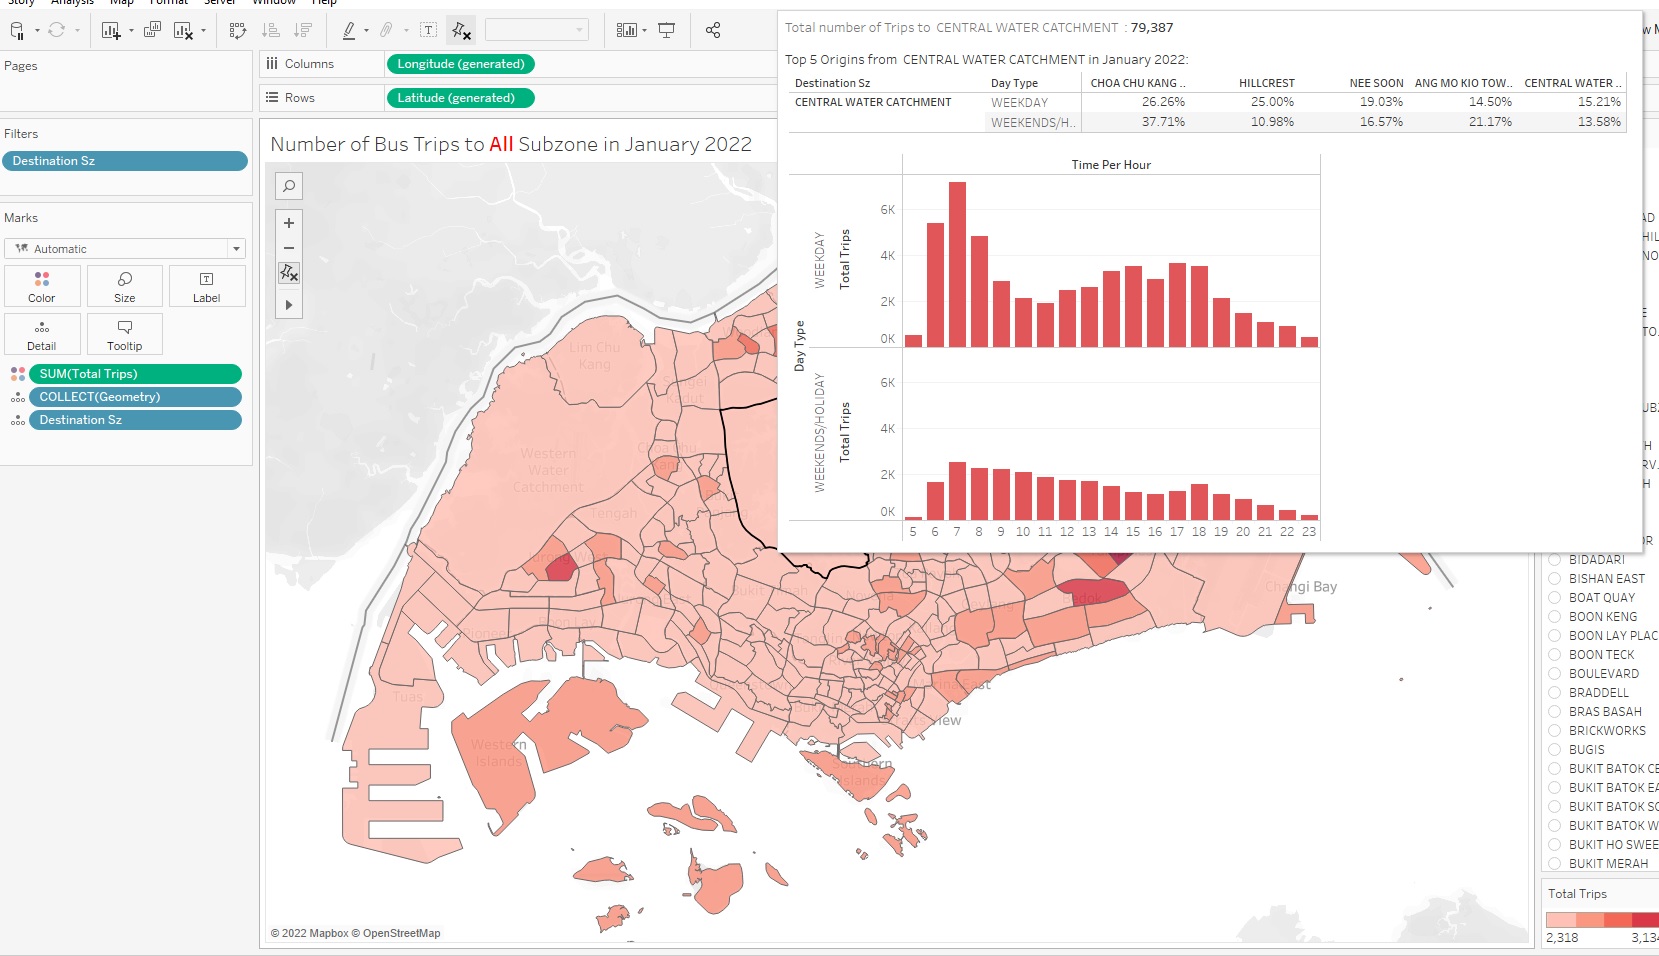 Story Analysis Map Format Server Window Help
Pages
Columns
Longitude (generated)
Rows
Latitude (generated)
Filters
Destination Sz
Marks
Automatic
Color
Size
Label
Detail
Tooltip
SUM(Total Trips)
COLLECT(Geometry)
Destination Sz
Number of Bus Trips to All Subzone in January 2022
Total number of Trips to CENTRAL WATER CATCHMENT : 79,387
Top 5 Origins from CENTRAL WATER CATCHMENT in January 2022:
Destination Sz Day Type CHOA CHU KANG .. HILLCREST NEE SOON ANG MO KIO TOW.. CENTRAL WATER ..
CENTRAL WATER CATCHMENT WEEKDAY 26.26% 25.00% 19.03% 14.50% 15.21%
WEEKENDS/H.. 37.71% 10.98% 16.57% 21.17% 13.58%
Time Per Hour
Day Type
WEEKDAY
Total Trips
6K
4K
2K
0K
WEEKENDS/HOLIDAY
Total Trips
6K
4K
2K
0K
5 6 7 8 9 10 11 12 13 14 15 16 17 18 19 20 21 22 23
Lim Chu
Kang
Western
Water
Catchment
Tengah
Changi Bay
Bedok
Tuas
Western
Islands
Southern
Islands
Marina East
© 2022 Mapbox © OpenStreetMap
BIDADARI
BISHAN EAST
BOAT QUAY
BOON KENG
BOON LAY PLAC
BOON TECK
BOULEVARD
BRADDELL
BRAS BASAH
BRICKWORKS
BUGIS
BUKIT BATOK CE
BUKIT BATOK EA
BUKIT BATOK SO
BUKIT BATOK W
BUKIT HO SWEE
BUKIT MERAH
Total Trips
2,318 3,134